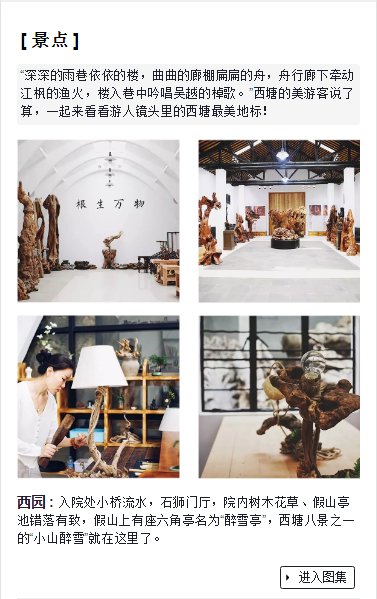 [ 景点 ]
“深深的雨巷依依的楼，曲曲的廊棚扁扁的舟，舟行廊下牵动
江枫的渔火，楼入巷中吟唱吴越的棹歌。”西塘的美游客说了
算，一起来看看游人镜头里的西塘最美地标!
根生万物
西园：入院处小桥流水，石狮门厅，院内树木花草、假山亭
池错落有致，假山上有座六角亭名为“醉雪亭”，西塘八景之一
的“小山醉雪”就在这里了。
进入图集